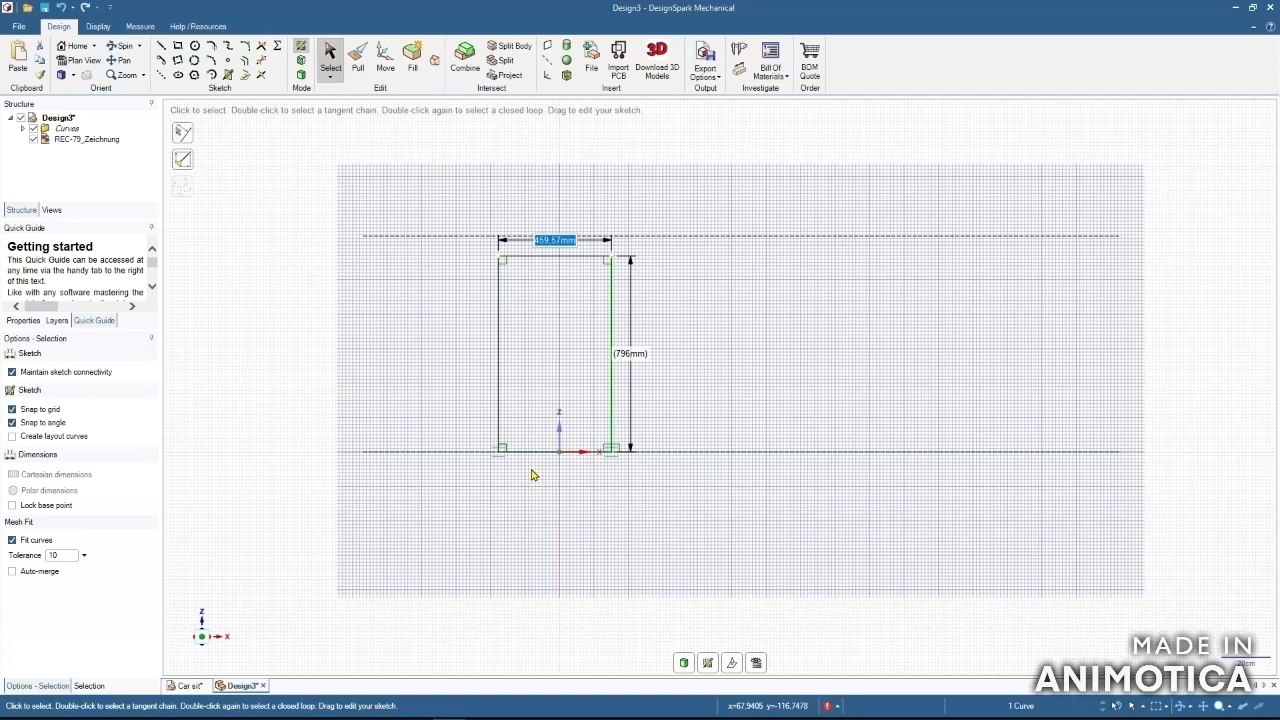 Design3 - DesignSpark Mechanical
File Design Display Measure Help / Resources
Paste
Home Spin
Plan View Pan
Zoom
Select Pull Move Fill
Combine
Split Body
Split
Project
File
Import PCB
Download 3D Models
Export Options
Bill Of Materials
BOM Quote
Clipboard Orient Sketch Mode Edit Intersect Insert Output Investigate Order
Structure
Design3*
Curves
REC-79_Zeichnung
Structure Views
Quick Guide
Getting started
This Quick Guide can be accessed at
any time via the handy tab to the right
of this text.
Like with any software mastering the
Properties Layers Quick Guide
Options - Selection
Sketch
Maintain sketch connectivity
Sketch
Snap to grid
Snap to angle
Create layout curves
Dimensions
Cartesian dimensions
Polar dimensions
Lock base point
Mesh Fit
Fit curves
Tolerance 10
Auto-merge
Options - Selection Selection
Click to select. Double-click to select a tangent chain. Double-click again to select a closed loop. Drag to edit your sketch.
459,57mm
(796mm)
Z
X
Z
X
MADE IN
ANIMOTICA
Car sit* Design3*
Click to select. Double-click to select a tangent chain. Double-click again to select a closed loop. Drag to edit your sketch.
x=67,9405 y=-116,7478
1 Curve